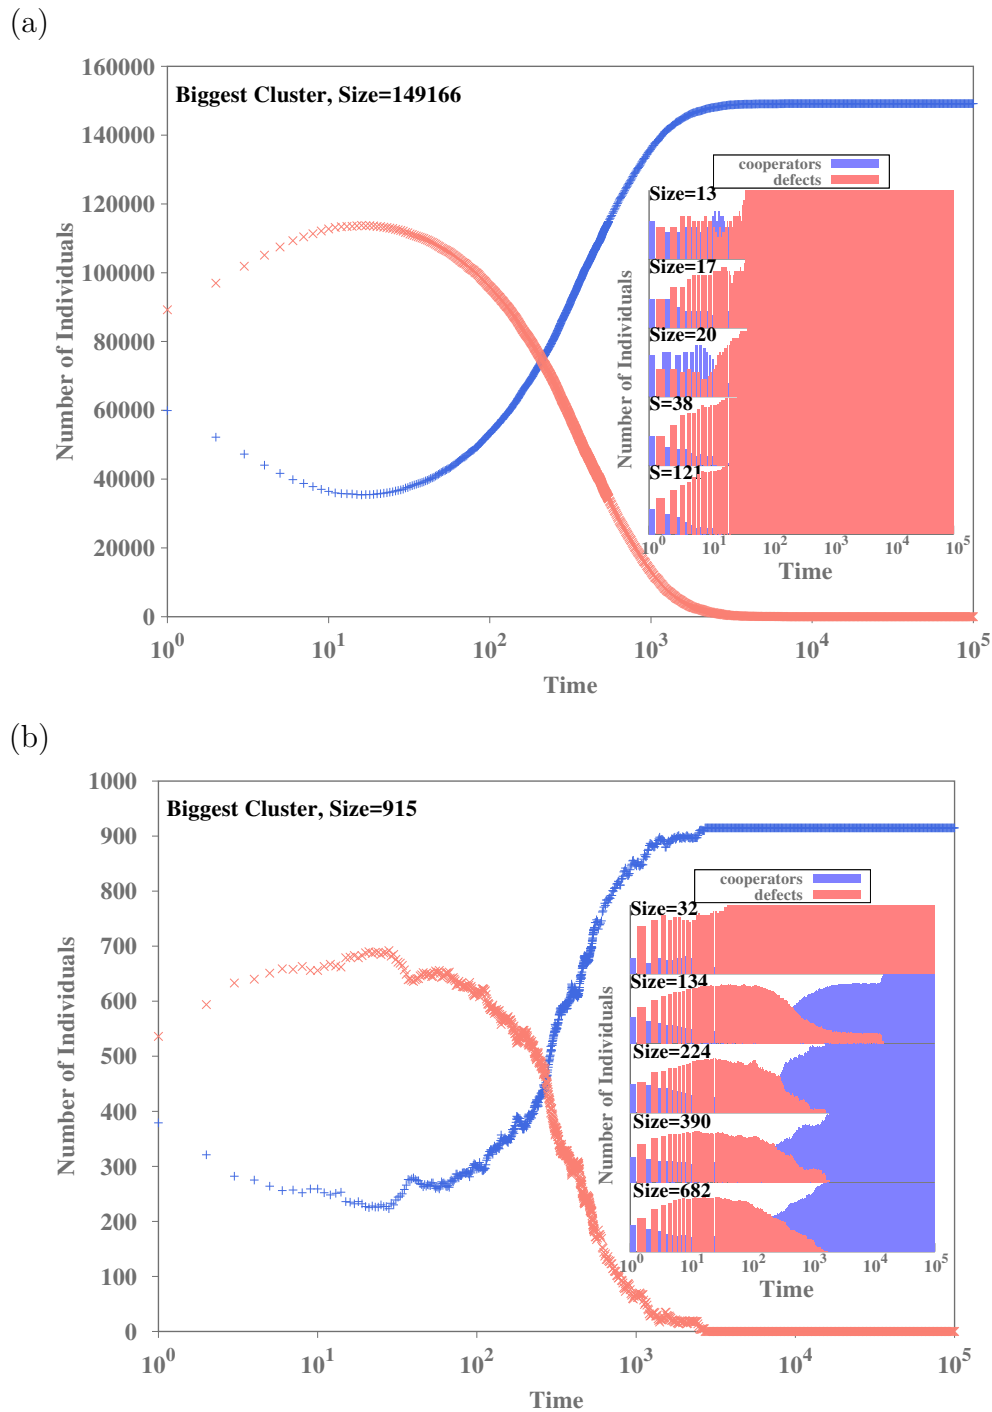 (a)
160000
140000
120000
100000
80000
60000
40000
20000
0
Number of Individuals
Biggest Cluster, Size=149166
cooperators
defects
Size=13
Size=17
Size=20
S=38
S=121
Number of Individuals
10^0 10^1 10^2 10^3 10^4 10^5
Time
10^0 10^1 10^2 10^3 10^4 10^5
Time
(b)
1000
900
800
700
600
500
400
300
200
100
0
Number of Individuals
Biggest Cluster, Size=915
cooperators
defects
Size=32
Size=134
Size=224
Size=390
Size=682
Number of Individuals
10^0 10^1 10^2 10^3 10^4 10^5
Time
10^0 10^1 10^2 10^3 10^4 10^5
Time